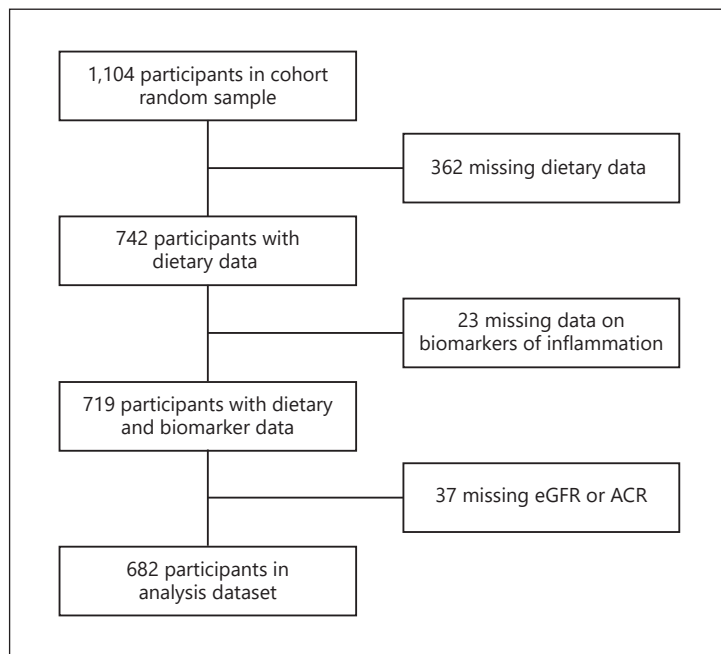 1,104 participants in cohort
random sample
362 missing dietary data
742 participants with
dietary data
23 missing data on
biomarkers of inflammation
719 participants with dietary
and biomarker data
37 missing eGFR or ACR
682 participants in
analysis dataset